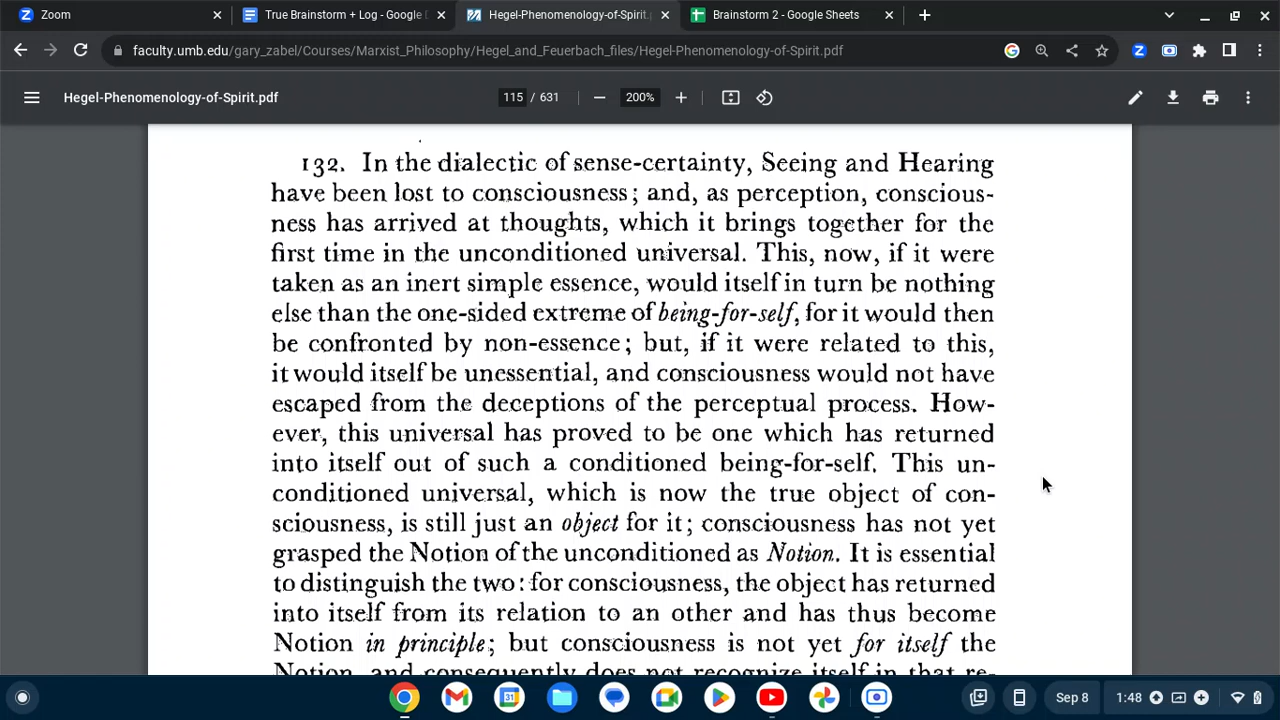 Zoom
True Brainstorm + Log - Google D
Hegel-Phenomenology-of-Spirit.p
Brainstorm 2 - Google Sheets
faculty.umb.edu/gary_zabel/Courses/Marxist_Philosophy/Hegel_and_Feuerbach_files/Hegel-Phenomenology-of-Spirit.pdf
Hegel-Phenomenology-of-Spirit.pdf
115 / 631
200%
132. In the dialectic of sense-certainty, Seeing and Hearing
have been lost to consciousness; and, as perception, conscious-
ness has arrived at thoughts, which it brings together for the
first time in the unconditioned universal. This, now, if it were
taken as an inert simple essence, would itself in turn be nothing
else than the one-sided extreme of being-for-self, for it would then
be confronted by non-essence; but, if it were related to this,
it would itself be unessential, and consciousness would not have
escaped from the deceptions of the perceptual process. How-
ever, this universal has proved to be one which has returned
into itself out of such a conditioned being-for-self. This un-
conditioned universal, which is now the true object of con-
sciousness, is still just an object for it; consciousness has not yet
grasped the Notion of the unconditioned as Notion. It is essential
to distinguish the two: for consciousness, the object has returned
into itself from its relation to an other and has thus become
Notion in principle; but consciousness is not yet for itself the
Notion, and consequently does not recognize itself in that re-
Sep 8
1:48